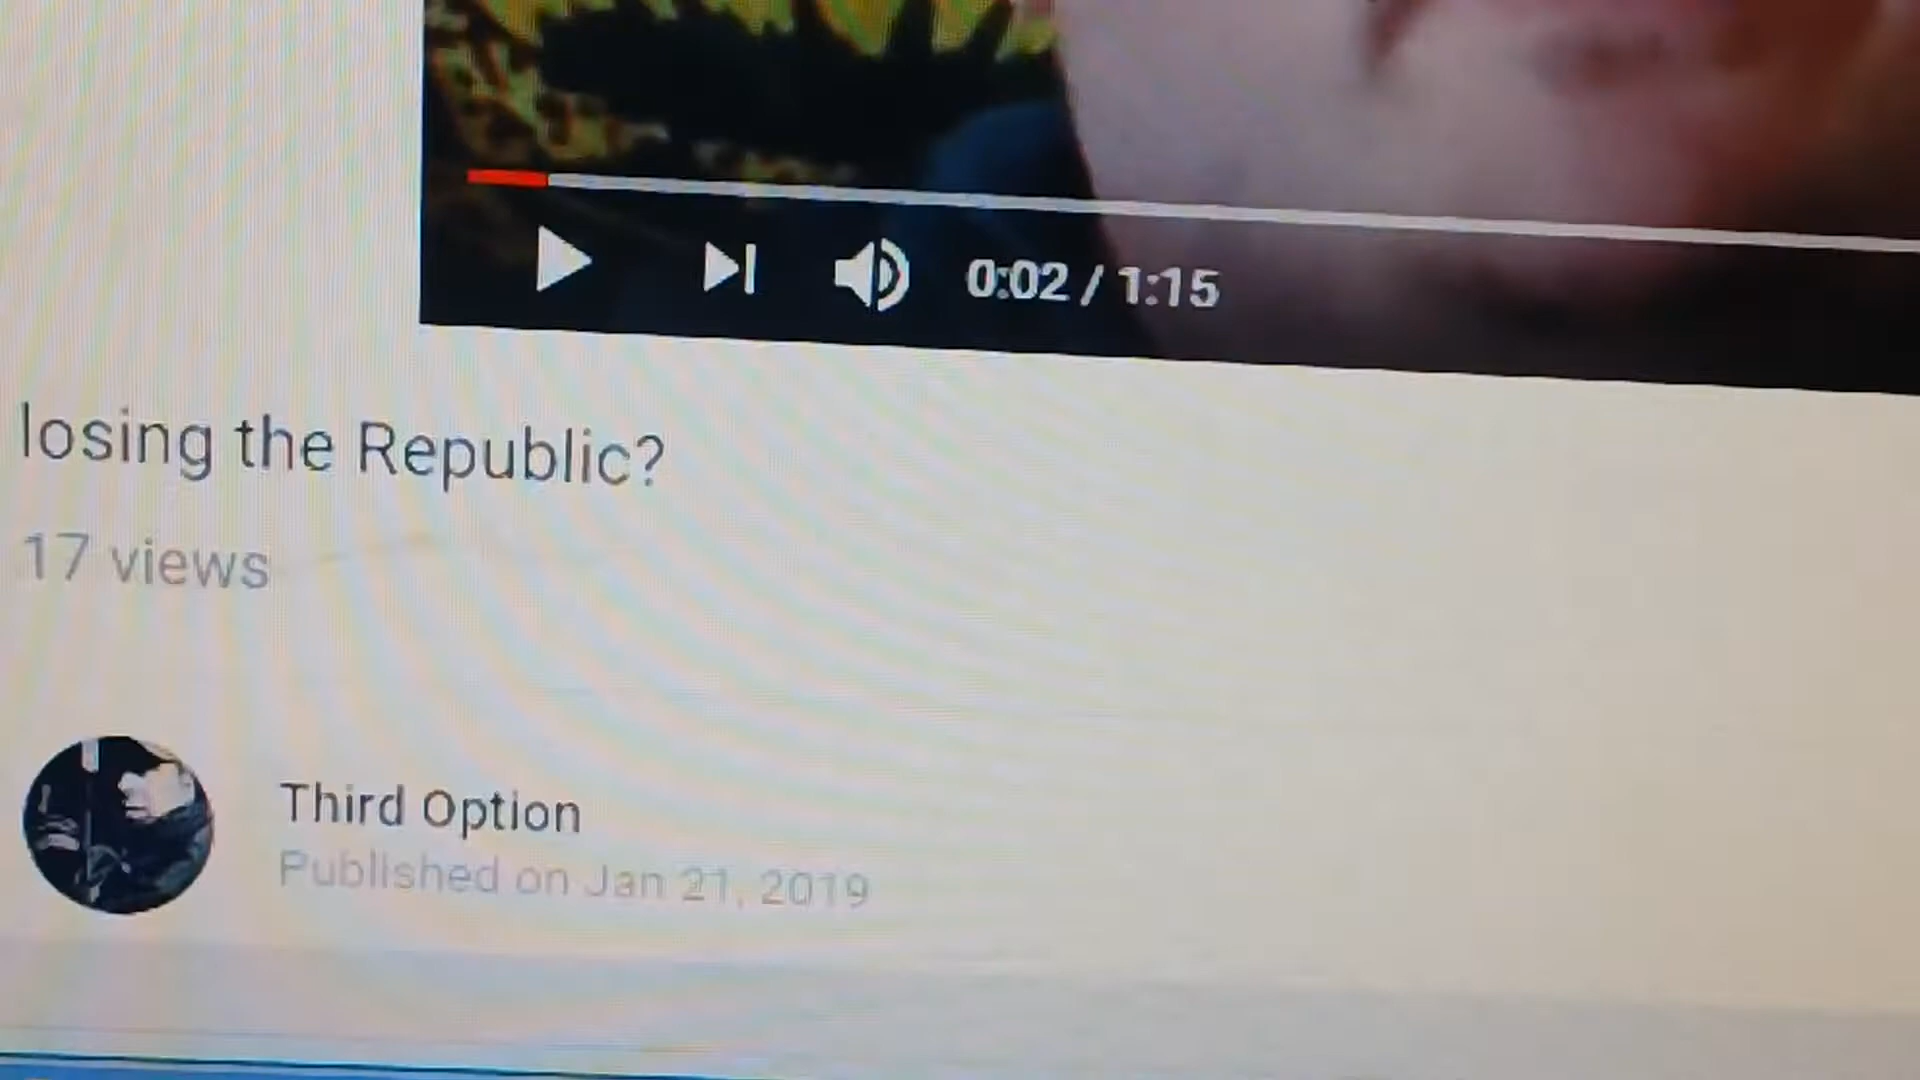 0:02 / 1:15
losing the Republic?
17 views
Third Option
Published on Jan 21, 2019